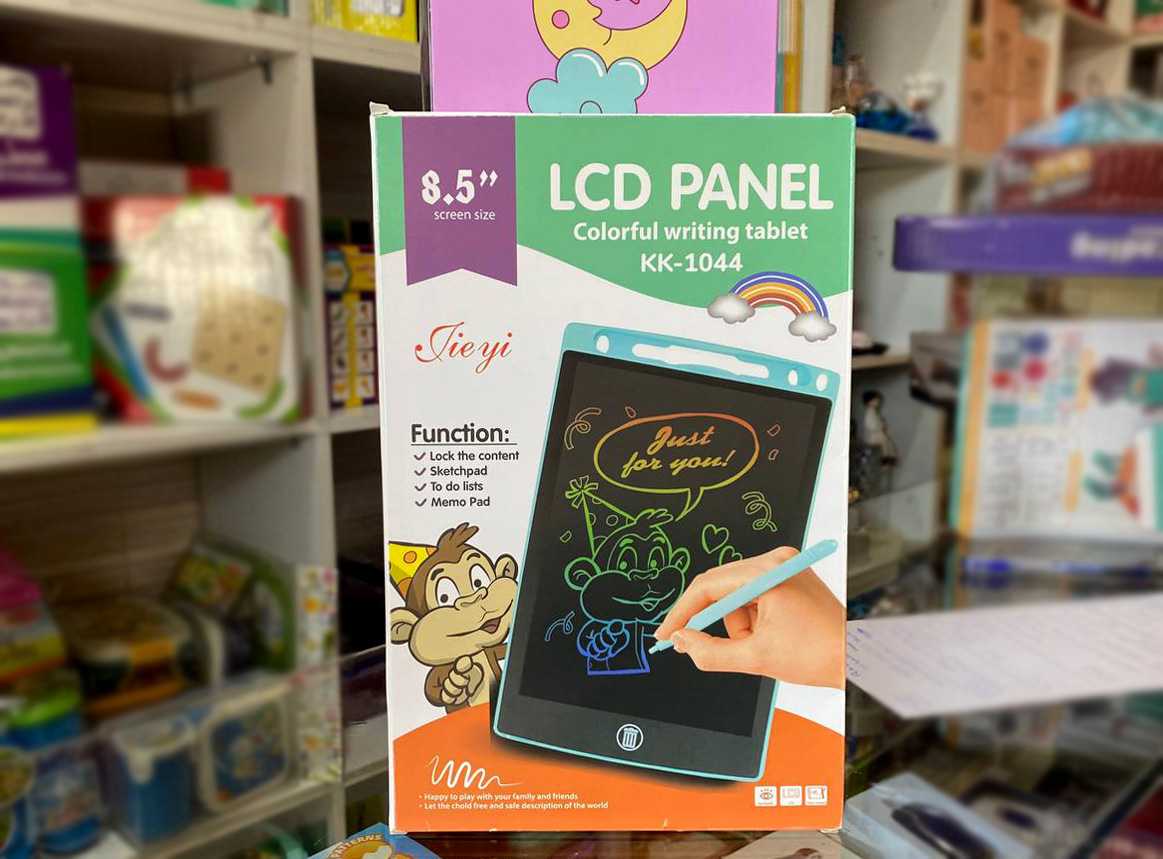 8.5”
screen size
LCD PANEL
Colorful writing tablet
KK-1044
Jieyi
Function:
Lock the content
Sketchpad
To do lists
Memo Pad
Just
for you!
• Happy to play with your family and friends
• Let the chold free and safe description of the world
PATTERNS